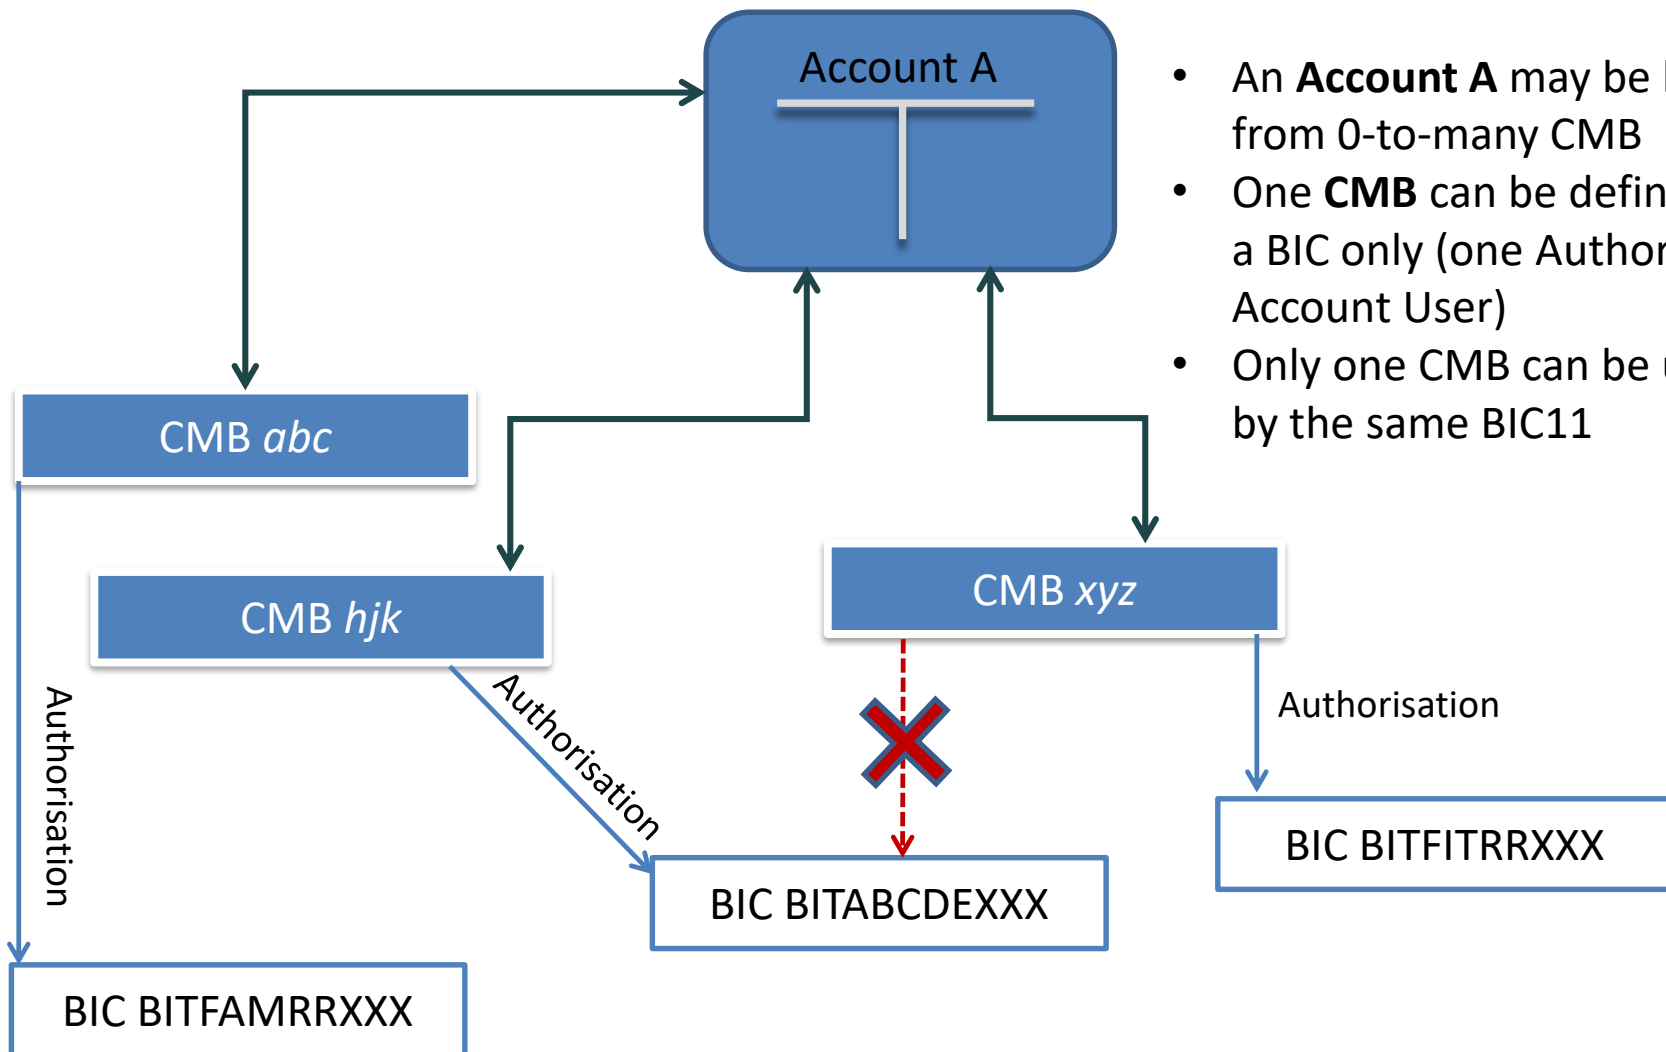 Account A
• An Account A may be
from 0-to-many CMB
• One CMB can be defin
a BIC only (one Author
Account User)
• Only one CMB can be
by the same BIC11
CMB abc
CMB hjk
CMB xyz
Authorisation
Authorisation
Authorisation
BIC BITFITRRXXX
BIC BITABCDEXXX
BIC BITFAMRRXXX